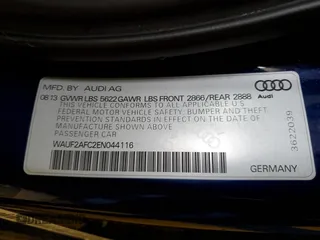 MFD. BY AUDI AG
06.13 GVWR LBS 5622 GAWR LBS FRONT 2866/REAR 2888
THIS VEHICLE CONFORMS TO ALL APPLICABLE U S
FEDERAL MOTOR VEHICLE SAFETY, BUMPER AND THEFT
PREVENTION STANDARDS IN EFFECT ON THE DATE OF
MANUFACTURE SHOWN ABOVE
PASSENGER CAR
WAUF2AFC2EN044116
GERMANY
Audi
3622039